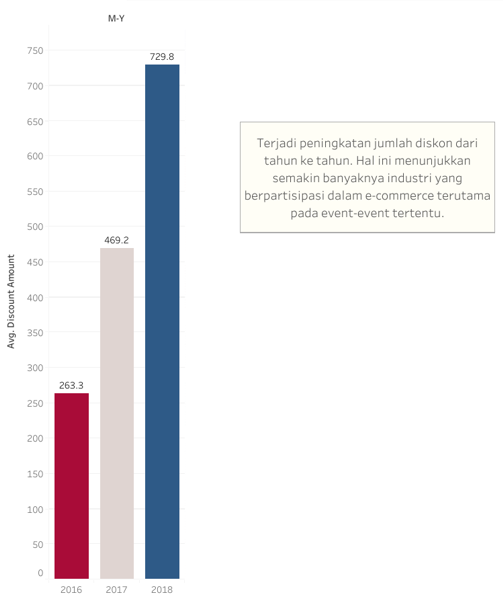 M-Y
750
700
650
600
550
500
450
400
350
300
250
200
150
100
50
0
Avg. Discount Amount
263.3
469.2
729.8
2016 2017 2018
Terjadi peningkatan jumlah diskon dari
tahun ke tahun. Hal ini menunjukkan
semakin banyaknya industri yang
berpartisipasi dalam e-commerce terutama
pada event-event tertentu.